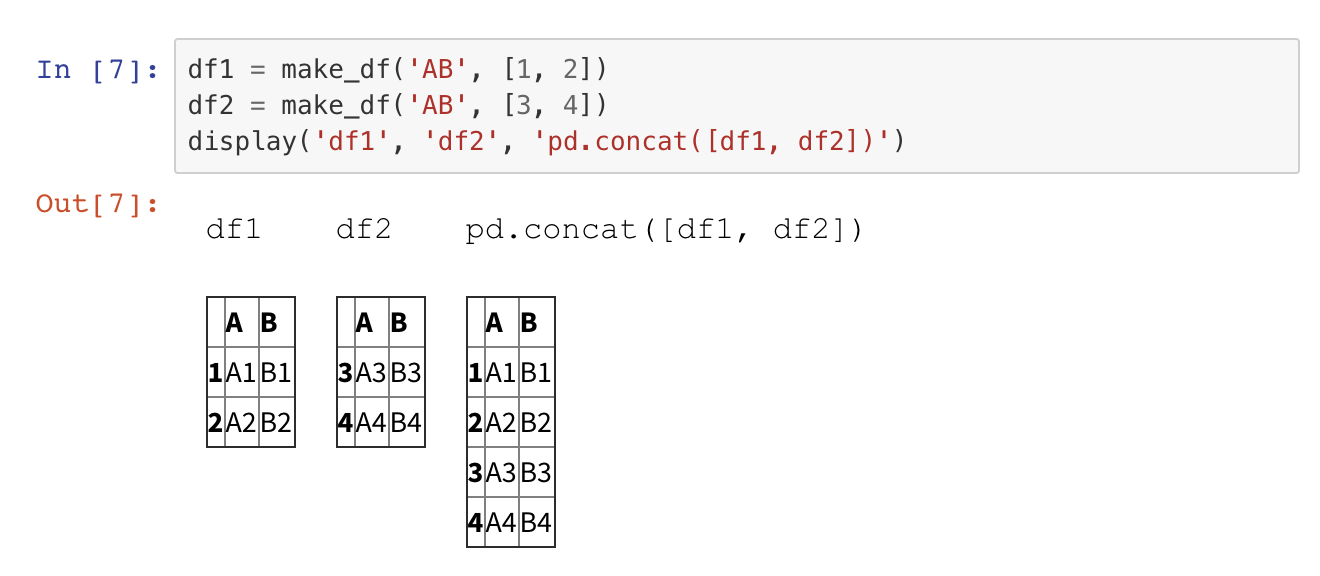 In [7]:
df1 = make_df('AB', [1, 2])
df2 = make_df('AB', [3, 4])
display('df1', 'df2', 'pd.concat([df1, df2])')
Out[7]:
df1 df2 pd.concat([df1, df2])
A B A B A B
1 A1 B1 3 A3 B3 1 A1 B1
2 A2 B2 4 A4 B4 2 A2 B2
3 A3 B3
4 A4 B4